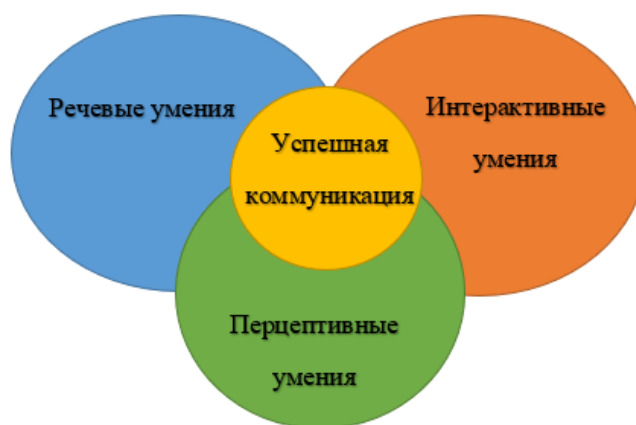 Речевые умения
Интерактивные
умения
Успешная
коммуникация
Перцептивные
умения